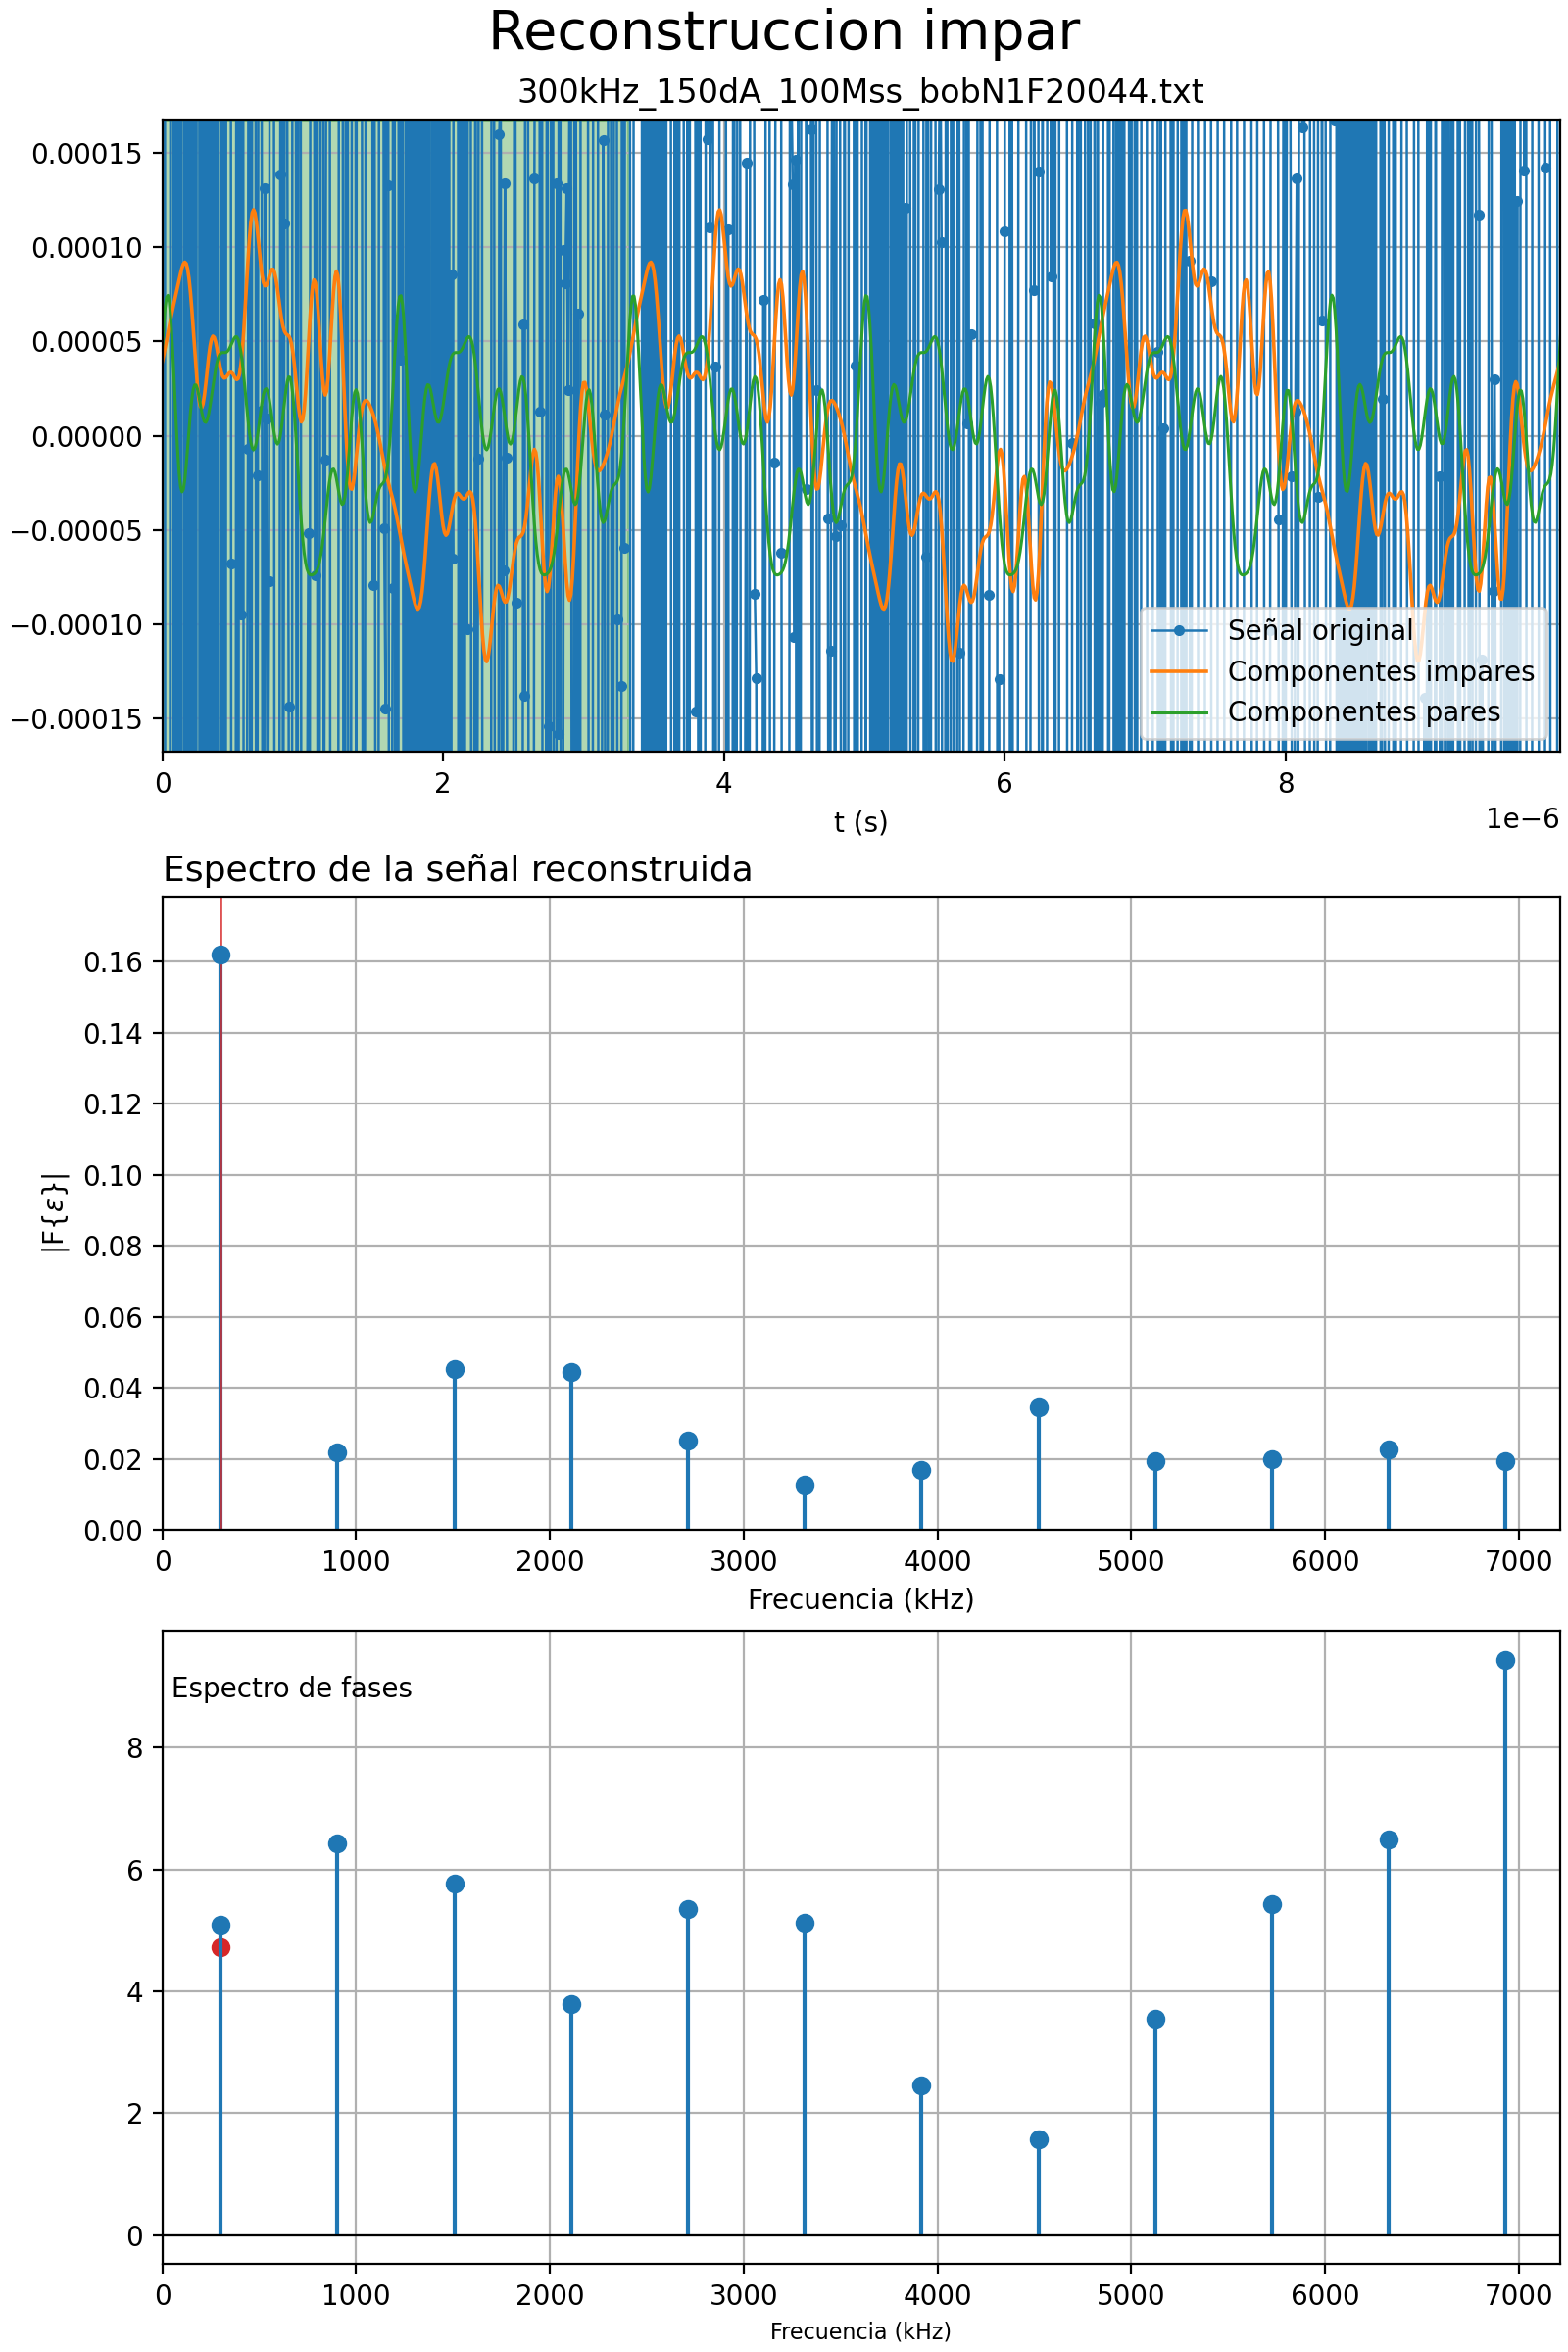 Reconstruccion impar
300kHz_150dA_100Mss_bobN1F20044.txt
0.00015
0.00010
0.00005
0.00000
−0.00005
−0.00010
−0.00015
Señal original
Componentes impares
Componentes pares
0 2 4 6 8
t (s)
1e−6
Espectro de la señal reconstruida
0.16
0.14
0.12
0.10
0.08
0.06
0.04
0.02
0.00
|F{ε}|
0 1000 2000 3000 4000 5000 6000 7000
Frecuencia (kHz)
Espectro de fases
8
6
4
2
0
0 1000 2000 3000 4000 5000 6000 7000
Frecuencia (kHz)